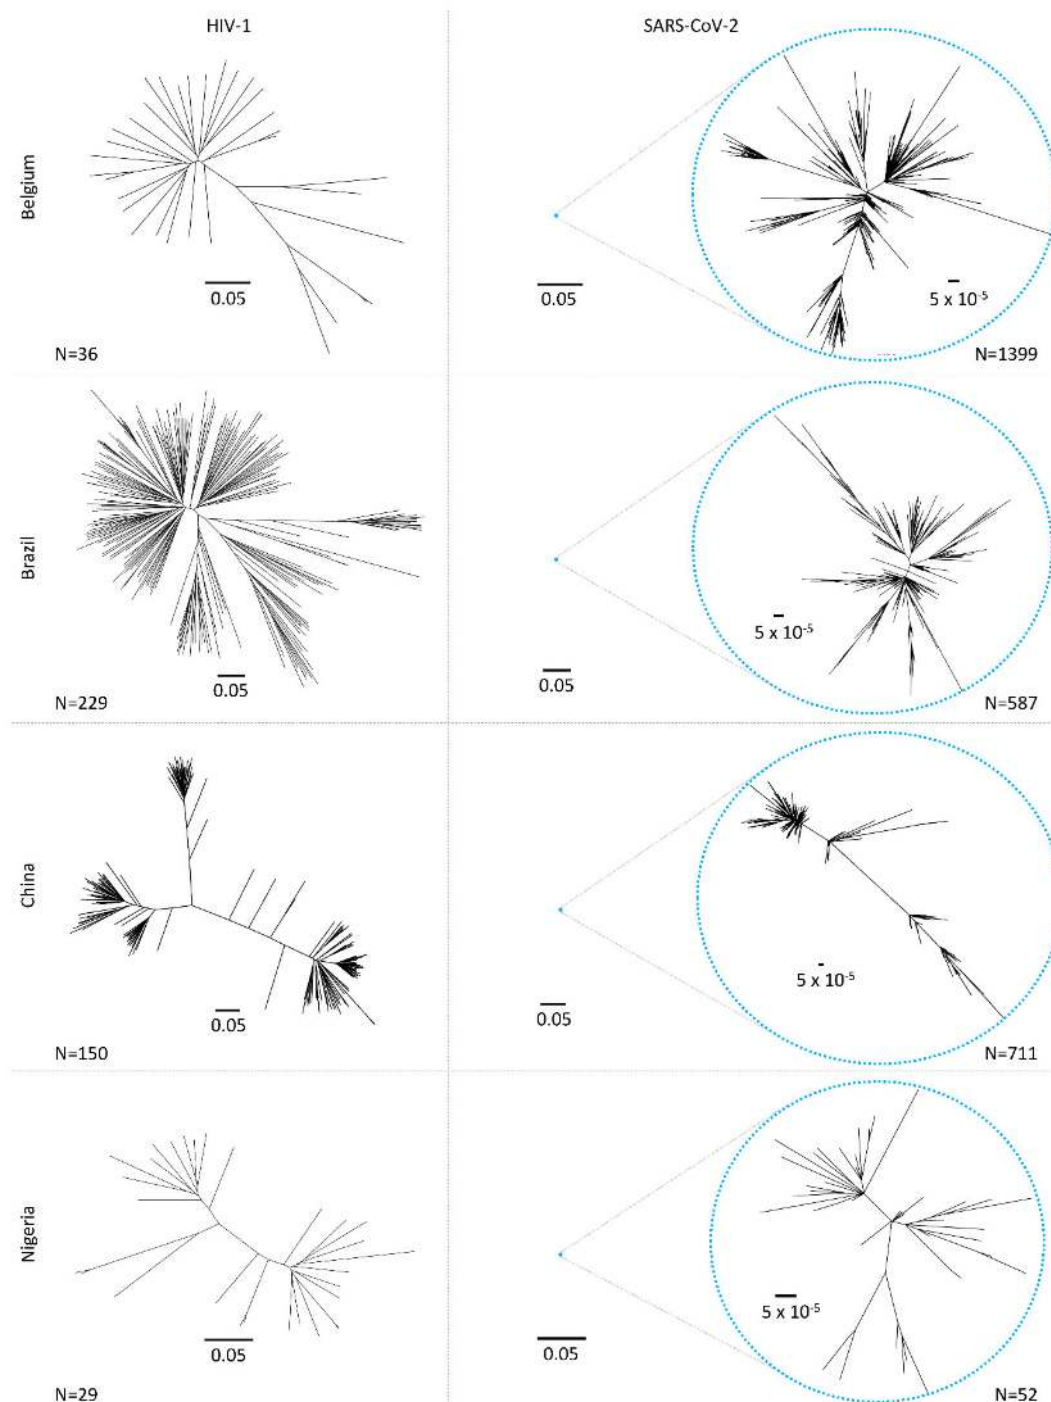 HIV-1
SARS-CoV-2
Belgium
0.05
0.05
5 x 10⁻⁵
N=36
N=1399
Brazil
0.05
0.05
5 x 10⁻⁵
N=229
N=587
China
0.05
0.05
5 x 10⁻⁵
N=150
N=711
Nigeria
0.05
0.05
5 x 10⁻⁵
N=29
N=52